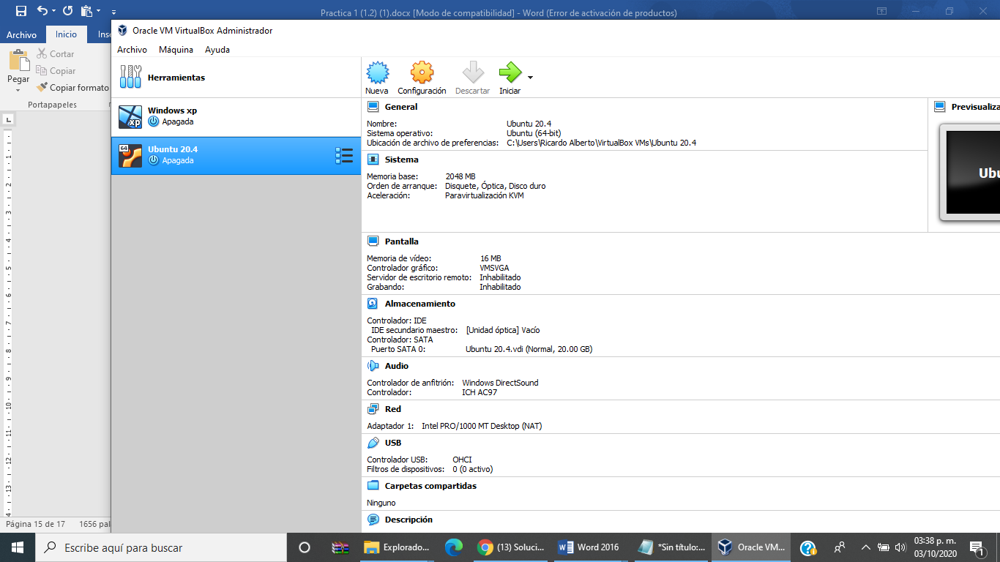 Practica 1 (1.2) (1).docx [Modo de compatibilidad] - Word (Error de activación de productos)
Archivo Inicio Inse
Cortar
Copiar
Copiar formato
Pegar
Portapapeles
Oracle VM VirtualBox Administrador
Archivo Máquina Ayuda
Herramientas
Nueva Configuración Descartar Iniciar
Windows xp
Apagada
Ubuntu 20.4
Apagada
General
Nombre: Ubuntu 20.4
Sistema operativo: Ubuntu (64-bit)
Ubicación de archivo de preferencias: C:\Users\Ricardo Alberto\VirtualBox VMs\Ubuntu 20.4
Previsualiza
Ubu
Sistema
Memoria base: 2048 MB
Orden de arranque: Disquete, Óptica, Disco duro
Aceleración: Paravirtualización KVM
Pantalla
Memoria de vídeo: 16 MB
Controlador gráfico: VMSVGA
Servidor de escritorio remoto: Inhabilitado
Grabando: Inhabilitado
Almacenamiento
Controlador: IDE
IDE secundario maestro: [Unidad óptica] Vacío
Controlador: SATA
Puerto SATA 0: Ubuntu 20.4.vdi (Normal, 20.00 GB)
Audio
Controlador de anfitrión: Windows DirectSound
Controlador: ICH AC97
Red
Adaptador 1: Intel PRO/1000 MT Desktop (NAT)
USB
Controlador USB: OHCI
Filtros de dispositivos: 0 (0 activo)
Carpetas compartidas
Ninguno
Descripción
Página 15 de 17 1656 pal
Escribe aquí para buscar
Explorado...
(13) Soluci...
Word 2016
*Sin título:...
Oracle VM...
03:38 p. m.
03/10/2020
1